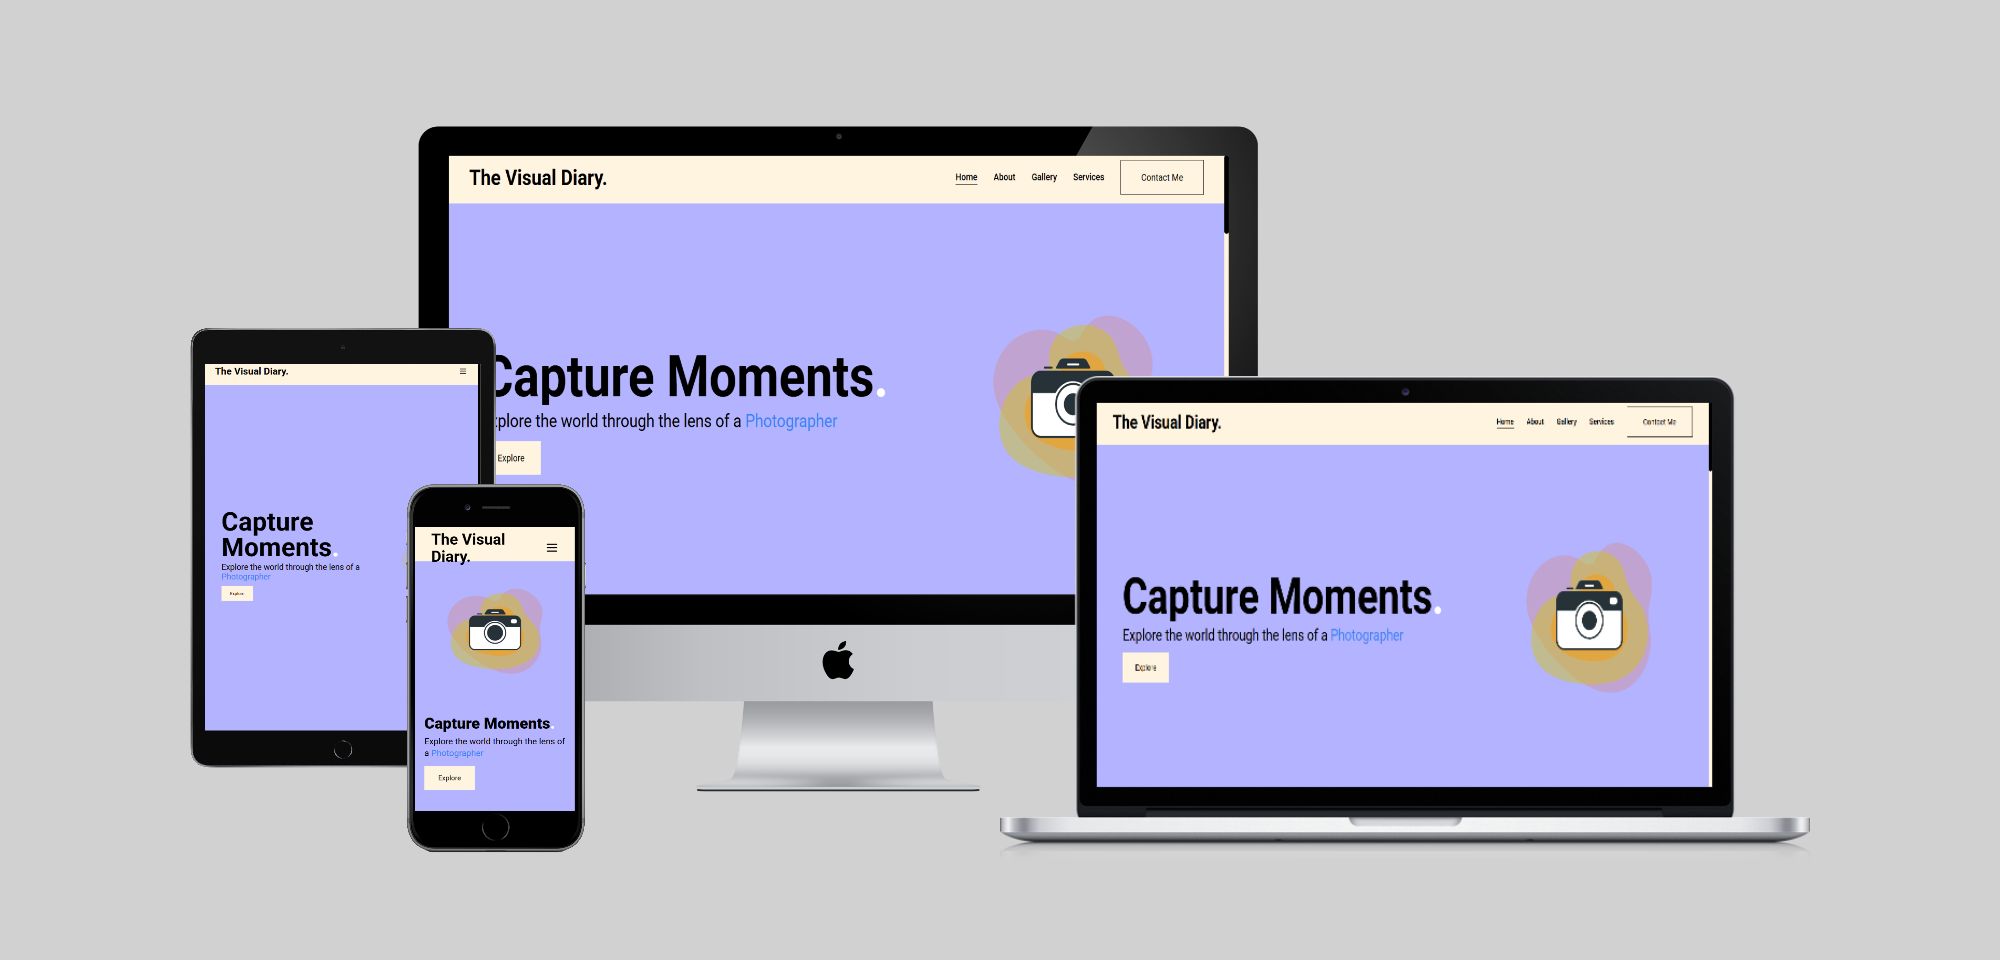 The Visual Diary.
Home About Gallery Services Contact Me
Capture Moments.
xplore the world through the lens of a Photographer
Explore
The Visual Diary.
Capture
Moments.
Explore the world through the lens of a
Photographer
Explore
The Visual
Diary.
Capture Moments.
Explore the world through the lens of
a Photographer
Explore
The Visual Diary.
Home About Gallery Services Contact Me
Capture Moments.
Explore the world through the lens of a Photographer
Explore